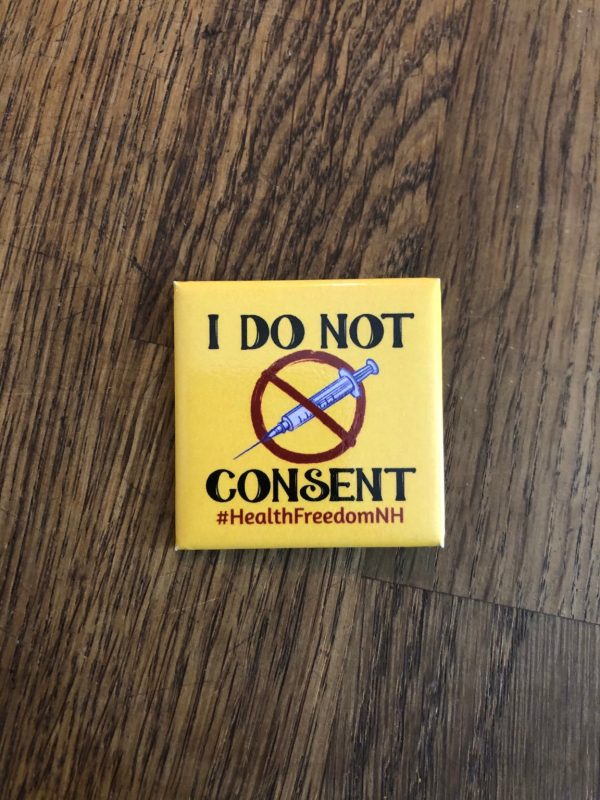 I DO NOT
CONSENT
#HealthFreedomNH